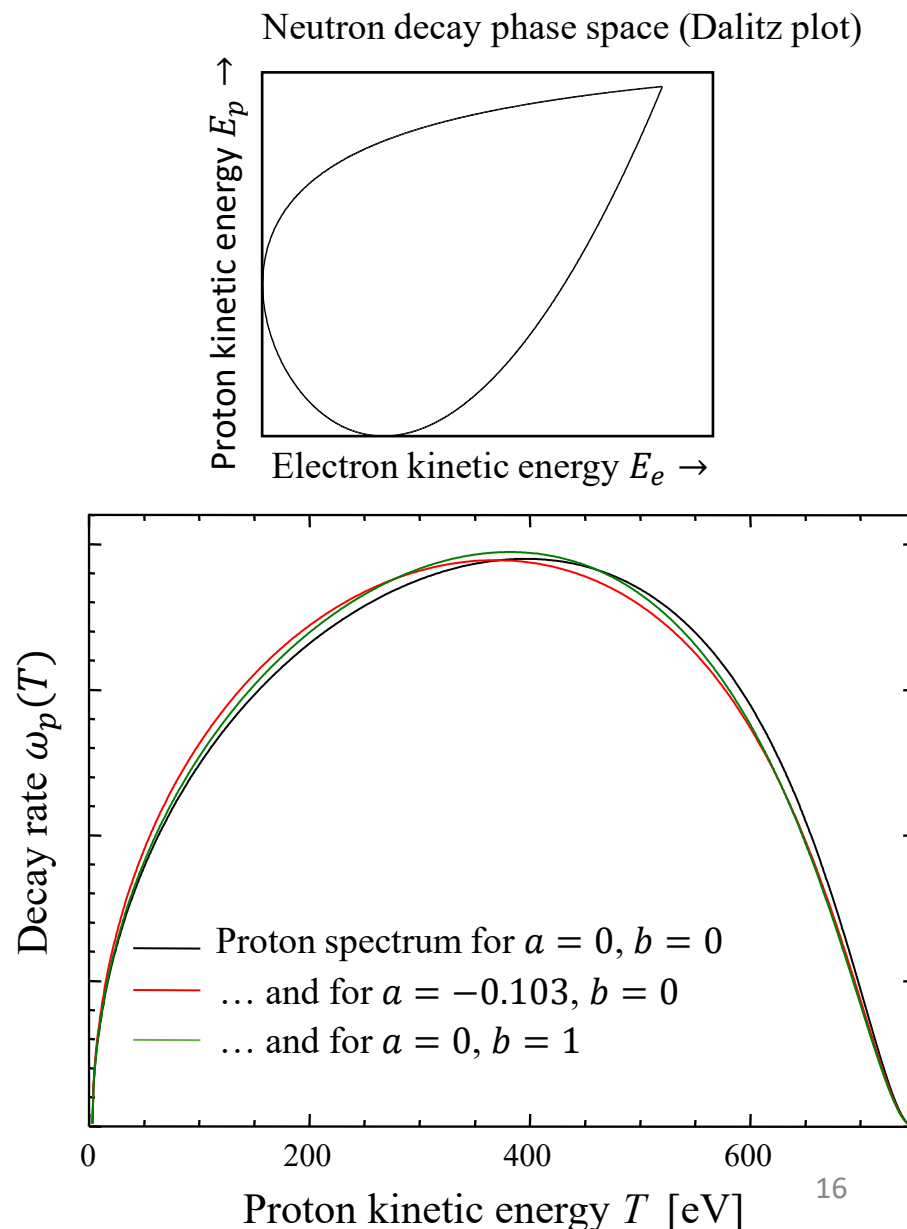 Neutron decay phase space (Dalitz plot)
Proton kinetic energy E_p →
Electron kinetic energy E_e →
Decay rate ω_p(T)
Proton spectrum for a = 0, b = 0
… and for a = −0.103, b = 0
… and for a = 0, b = 1
0 200 400 600
Proton kinetic energy T [eV]
16